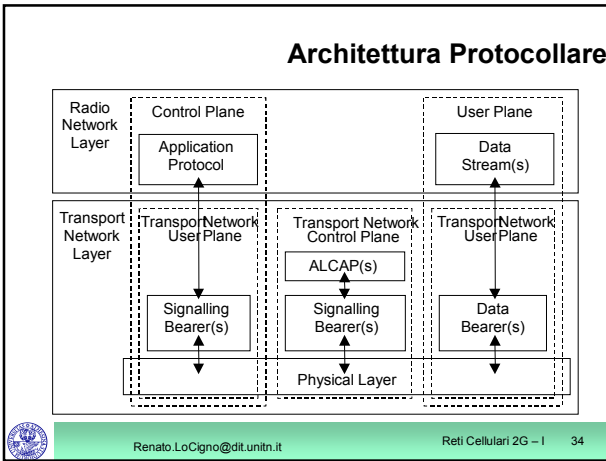 Architettura Protocollare
Radio
Network
Layer
Control Plane
User Plane
Application
Protocol
Data
Stream(s)
Transport
Network
Layer
Transport Network
User Plane
Transport Network
Control Plane
Transport Network
User Plane
ALCAP(s)
Signalling
Bearer(s)
Signalling
Bearer(s)
Data
Bearer(s)
Physical Layer
Renato.LoCigno@dit.unitn.it
Reti Cellulari 2G – I 34